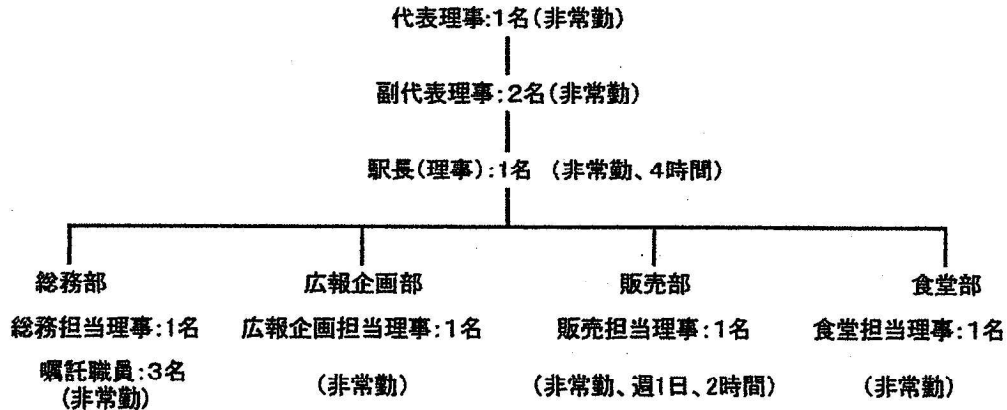 代表理事:1名(非常勤)
副代表理事:2名(非常勤)
駅長(理事):1名 (非常勤、4時間)
総務部 広報企画部 販売部 食堂部
総務担当理事:1名 広報企画担当理事:1名 販売担当理事:1名 食堂担当理事:1名
嘱託職員:3名
(非常勤) (非常勤) (非常勤、週1日、2時間) (非常勤)